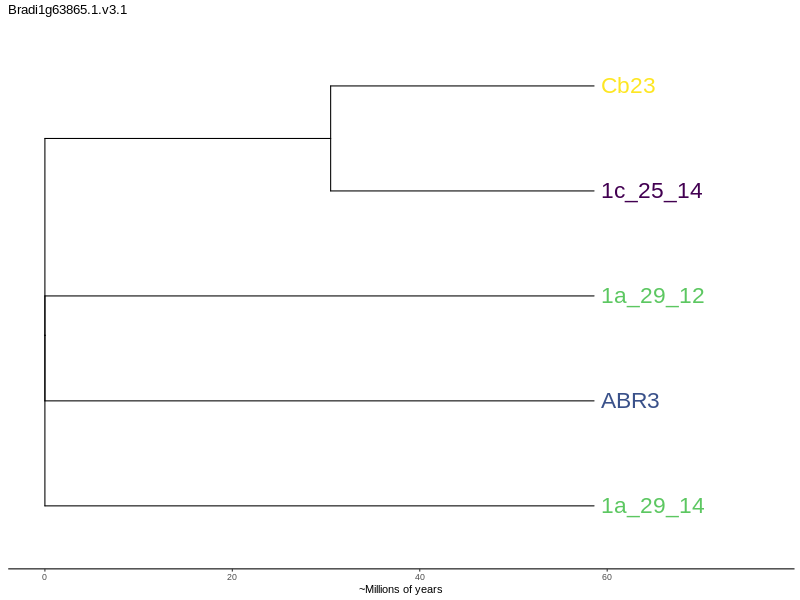 Bradi1g63865.1.v3.1
Cb23
1c_25_14
1a_29_12
ABR3
1a_29_14
0 20 40 60
~Millions of years